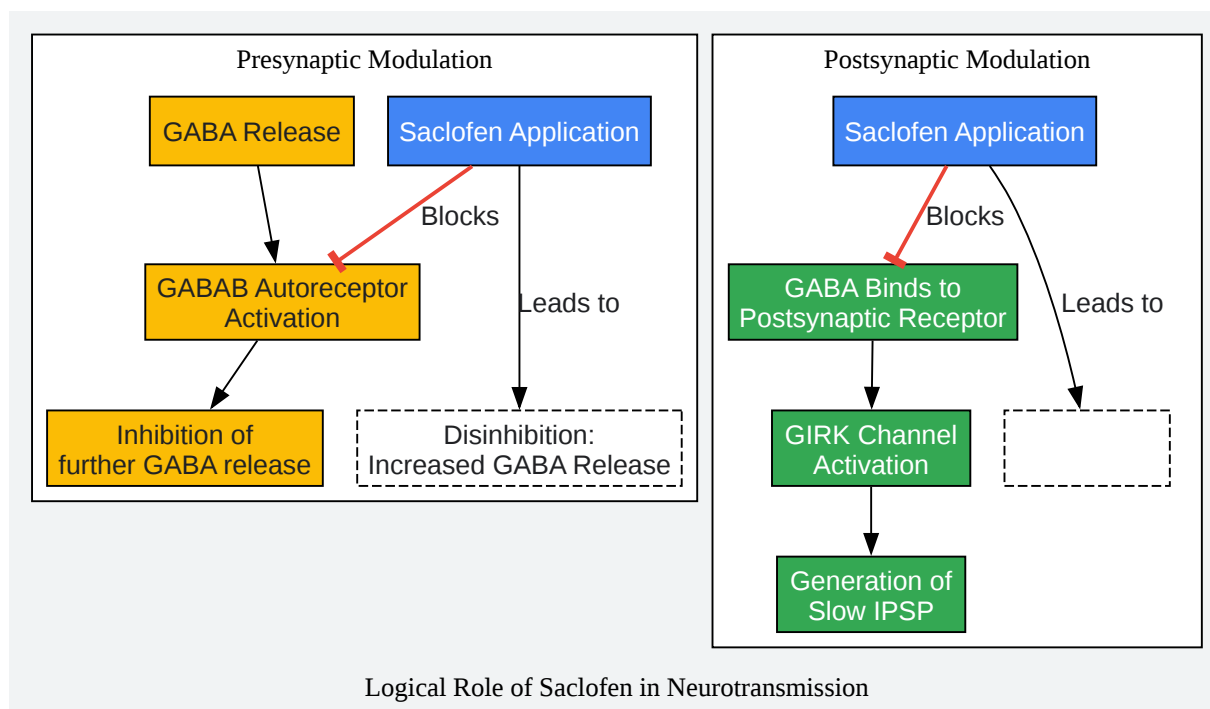 Presynaptic Modulation
GABA Release
Saclofen Application
Blocks
GABAB Autoreceptor
Activation
Leads to
Inhibition of
further GABA release
Disinhibition:
Increased GABA Release
Postsynaptic Modulation
Saclofen Application
Blocks
GABA Binds to
Postsynaptic Receptor
Leads to
GIRK Channel
Activation
Generation of
Slow IPSP
Logical Role of Saclofen in Neurotransmission